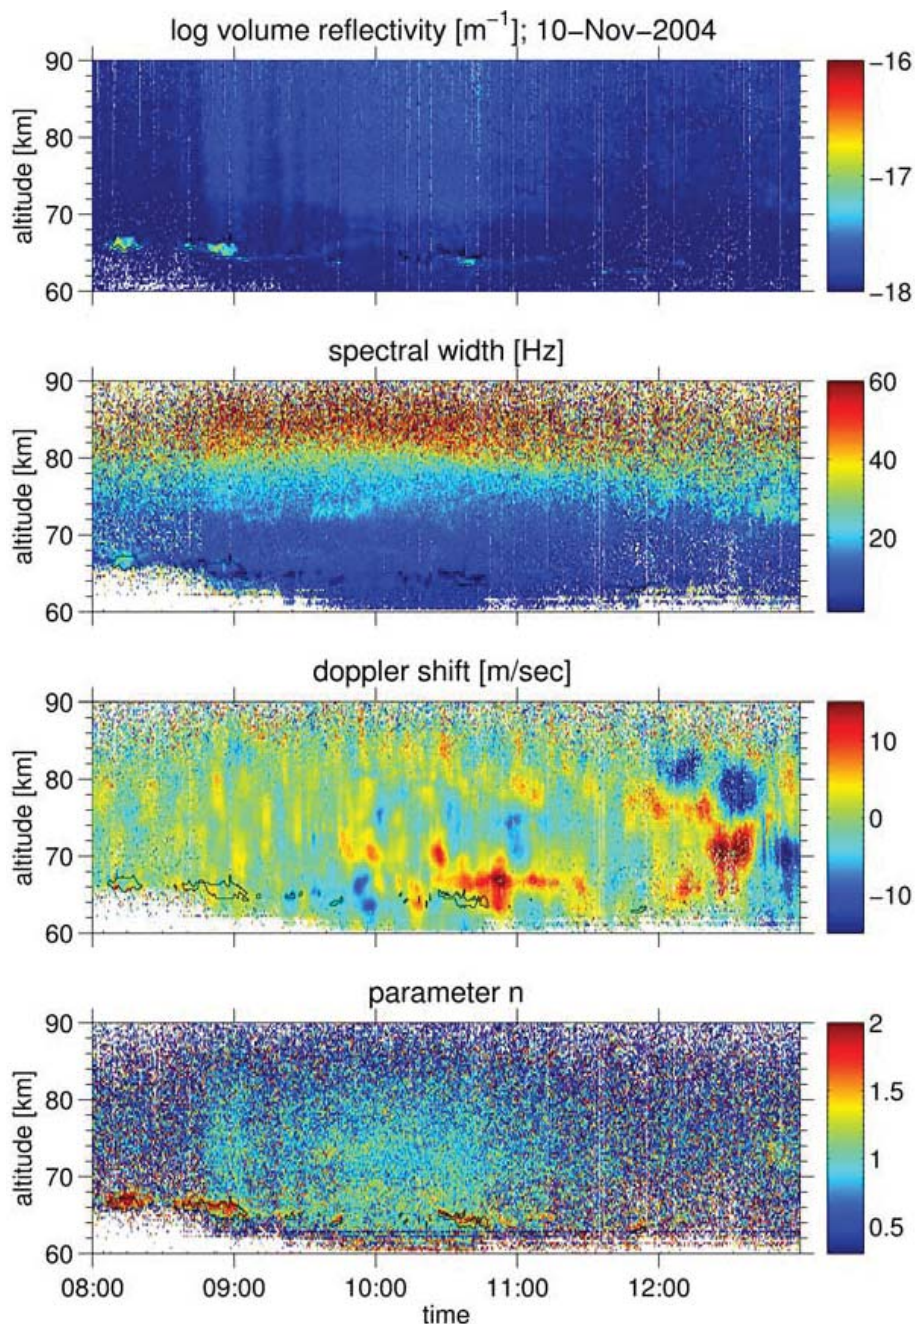 log volume reflectivity [m⁻¹]; 10−Nov−2004
90
80
70
60
altitude [km]
−16
−17
−18
spectral width [Hz]
90
80
70
60
altitude [km]
60
40
20
doppler shift [m/sec]
90
80
70
60
altitude [km]
10
0
−10
parameter n
90
80
70
60
altitude [km]
2
1.5
1
0.5
08:00 09:00 10:00 11:00 12:00
time